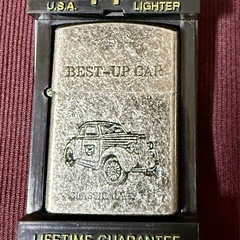 U.S.A. LIGHTER
BEST-UP CAR
LIFETIME GUARANTEE